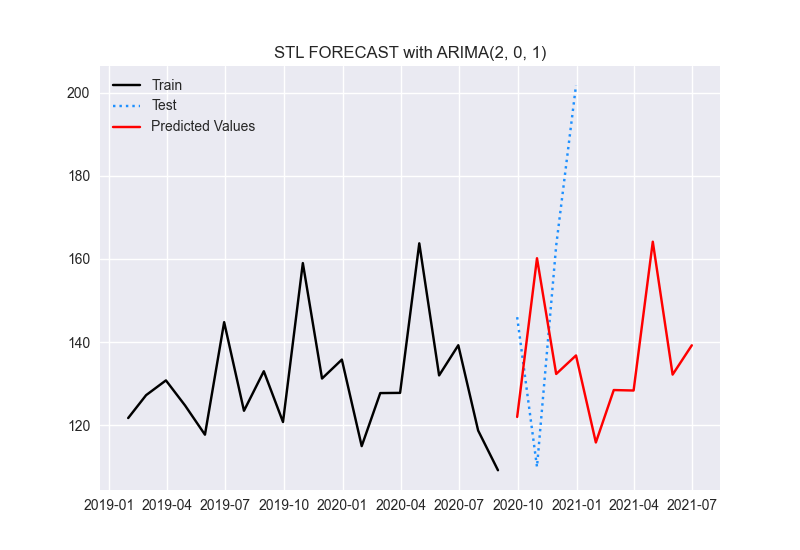 STL FORECAST with ARIMA(2, 0, 1)
Train
Test
Predicted Values
200
180
160
140
120
2019-01 2019-04 2019-07 2019-10 2020-01 2020-04 2020-07 2020-10 2021-01 2021-04 2021-07